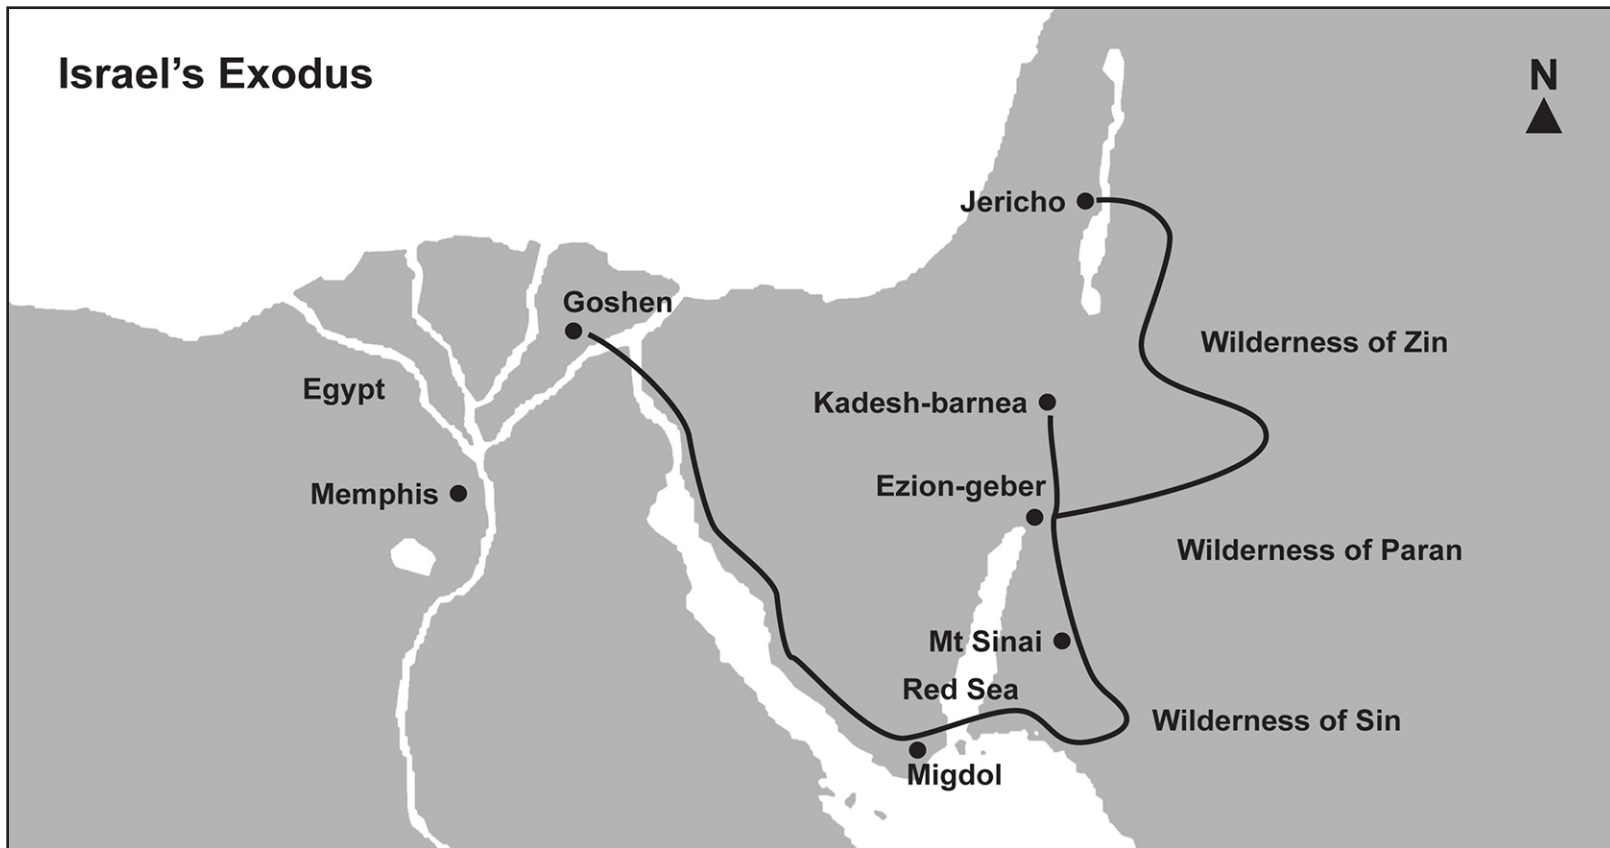 Israel’s Exodus
N
Jericho
Goshen
Wilderness of Zin
Egypt
Kadesh-barnea
Ezion-geber
Memphis
Wilderness of Paran
Mt Sinai
Red Sea
Wilderness of Sin
Migdol